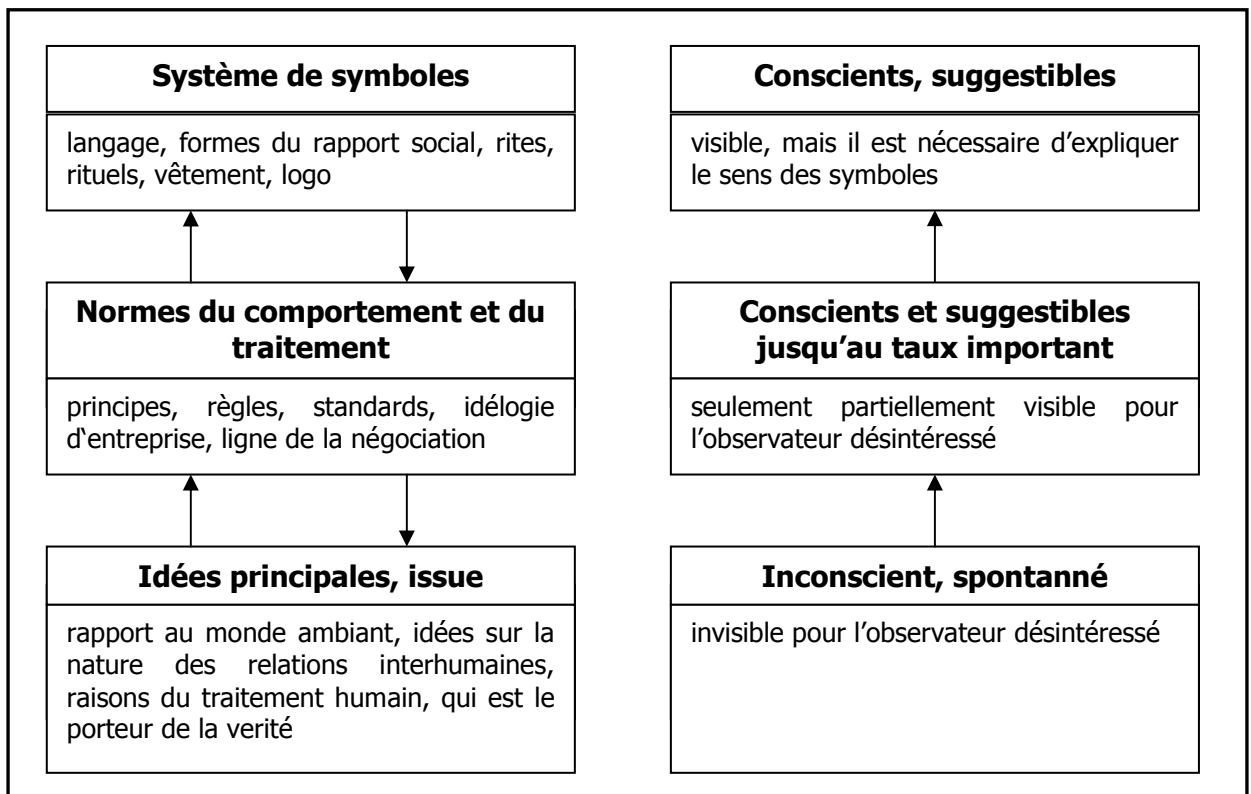 Système de symboles
langage, formes du rapport social, rites,
rituels, vêtement, logo
Conscients, suggestibles
visible, mais il est nécessaire d’expliquer
le sens des symboles
Normes du comportement et du
traitement
principes, règles, standards, idélogie
d‘entreprise, ligne de la négociation
Conscients et suggestibles
jusqu’au taux important
seulement partiellement visible pour
l’observateur désintéressé
Idées principales, issue
rapport au monde ambiant, idées sur la
nature des relations interhumaines,
raisons du traitement humain, qui est le
porteur de la verité
Inconscient, spontanné
invisible pour l’observateur désintéressé